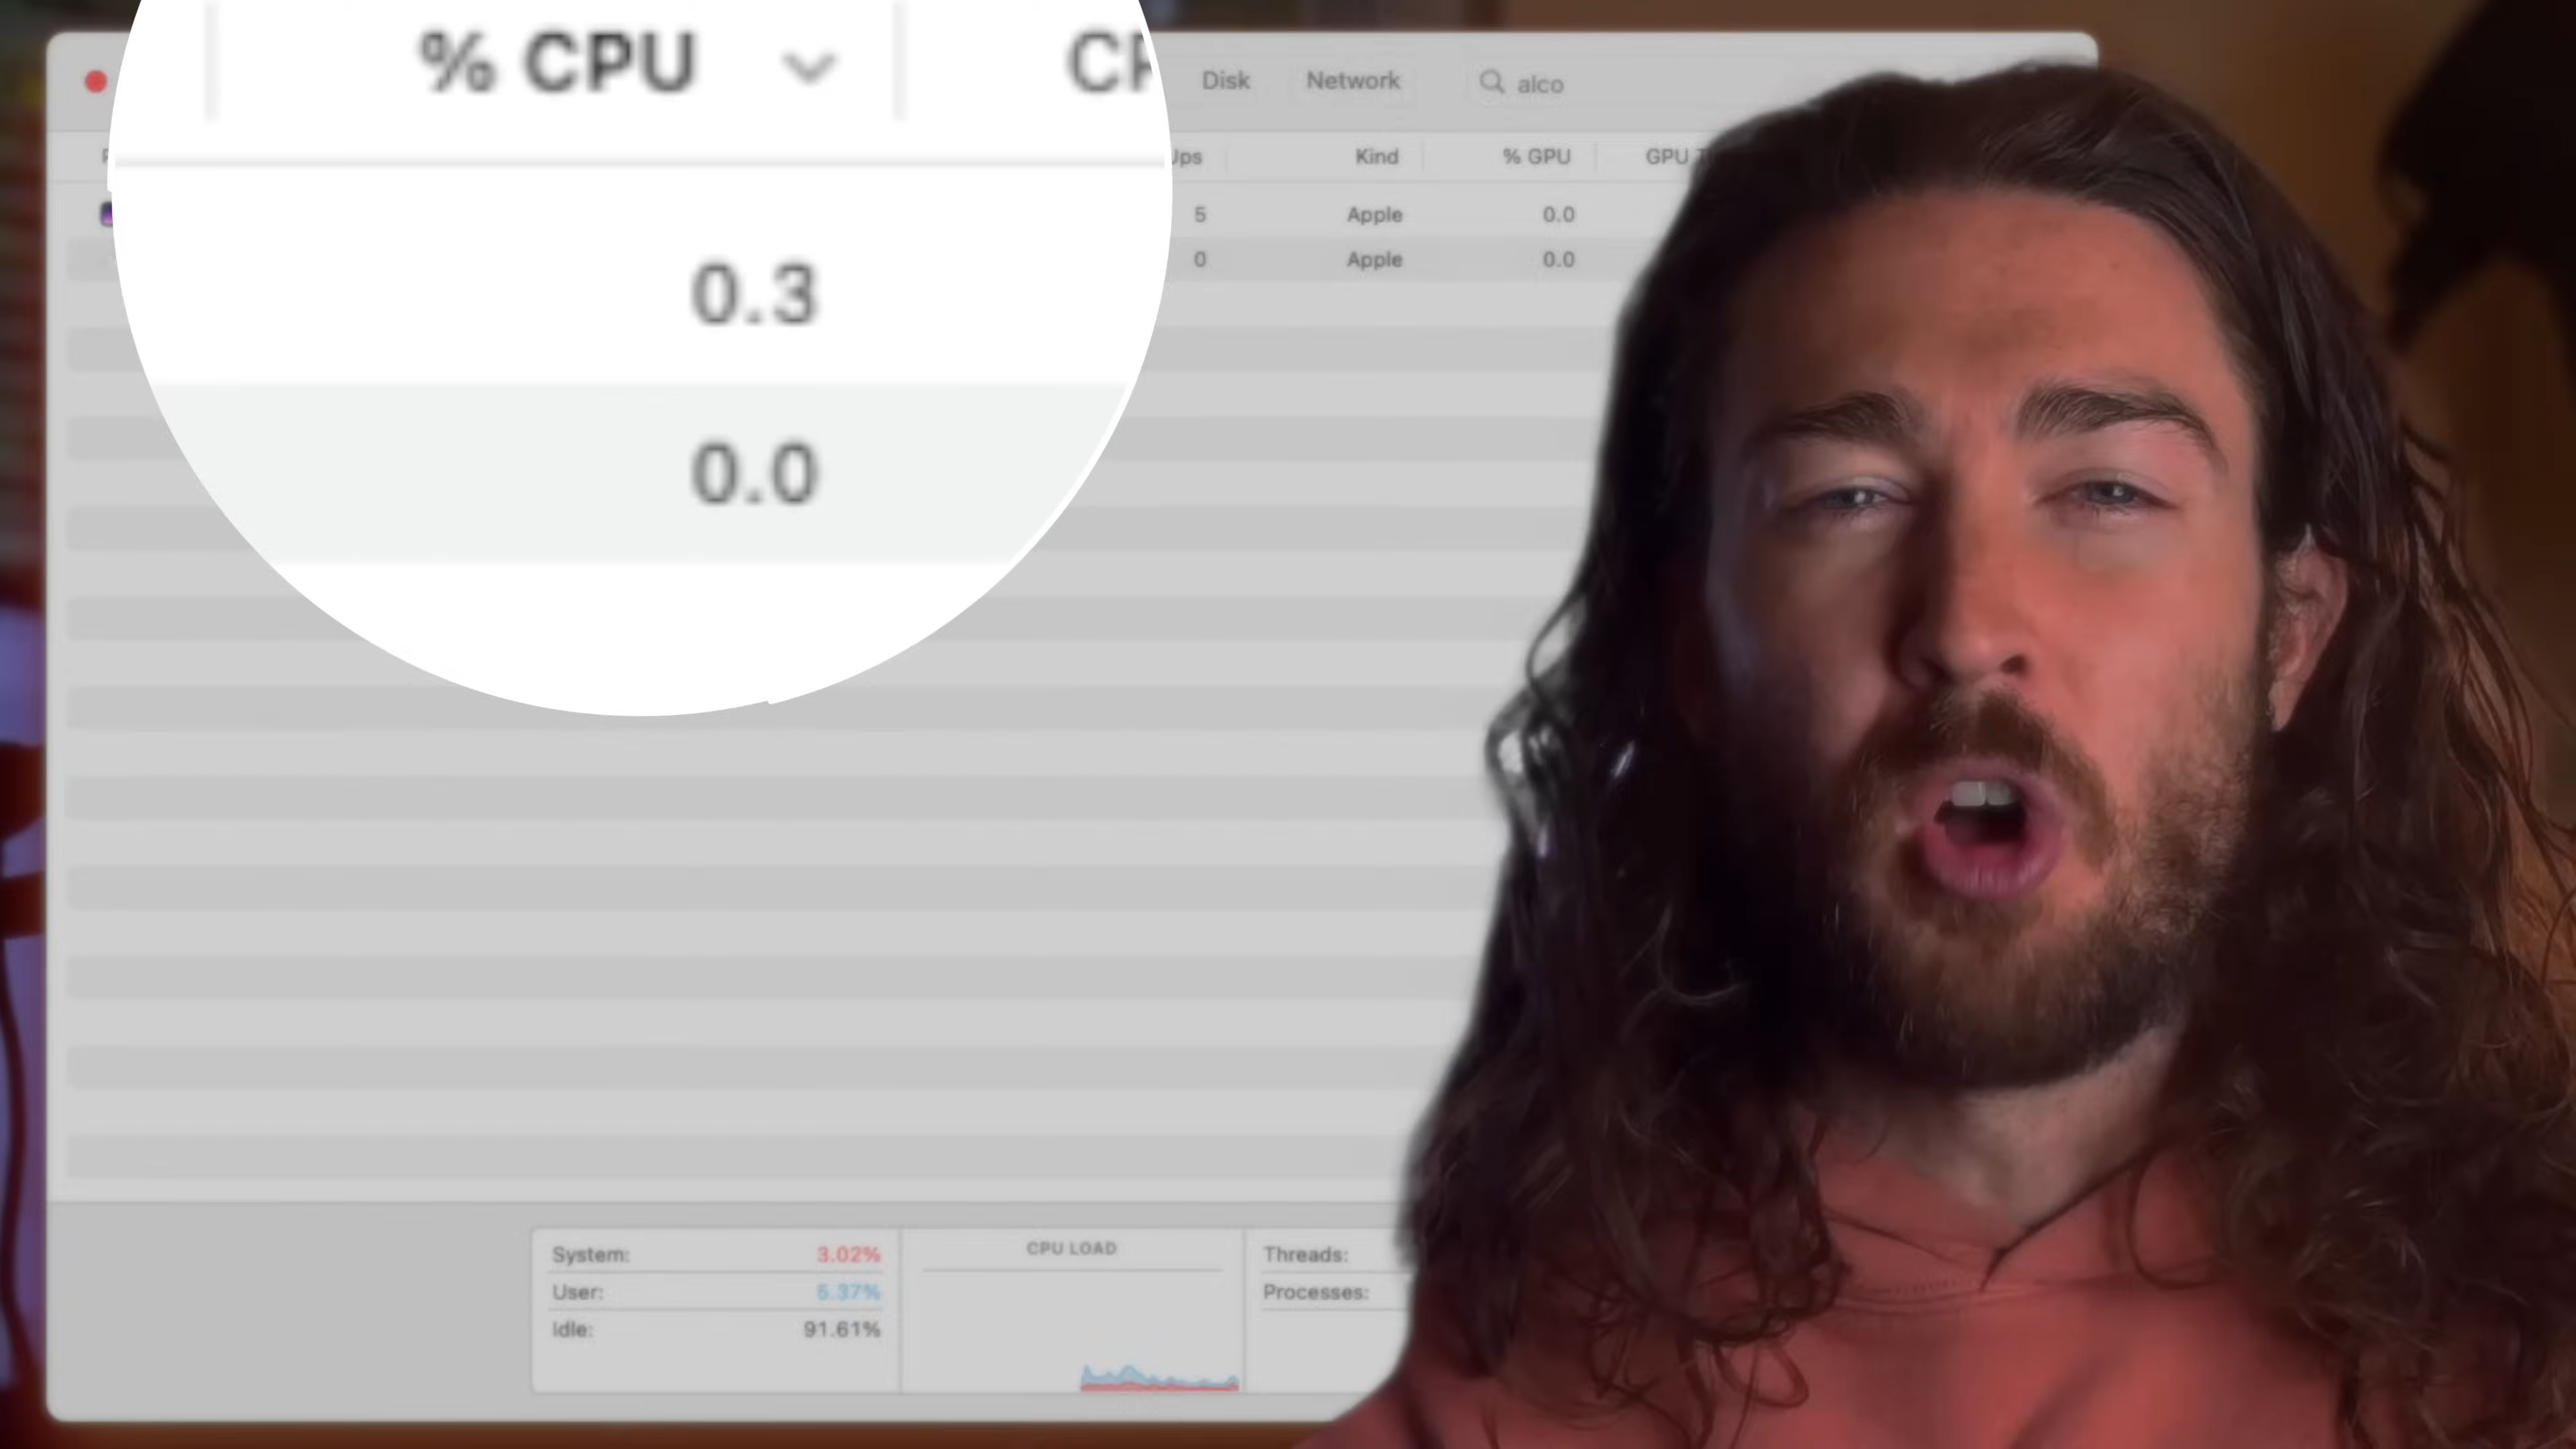 % CPU
Disk Network alco
Kind % GPU GPU
0.3
0.0
5 Apple 0.0
0 Apple 0.0
System: 3.02%
User: 5.37%
Idle: 91.61%
CPU LOAD
Threads:
Processes: